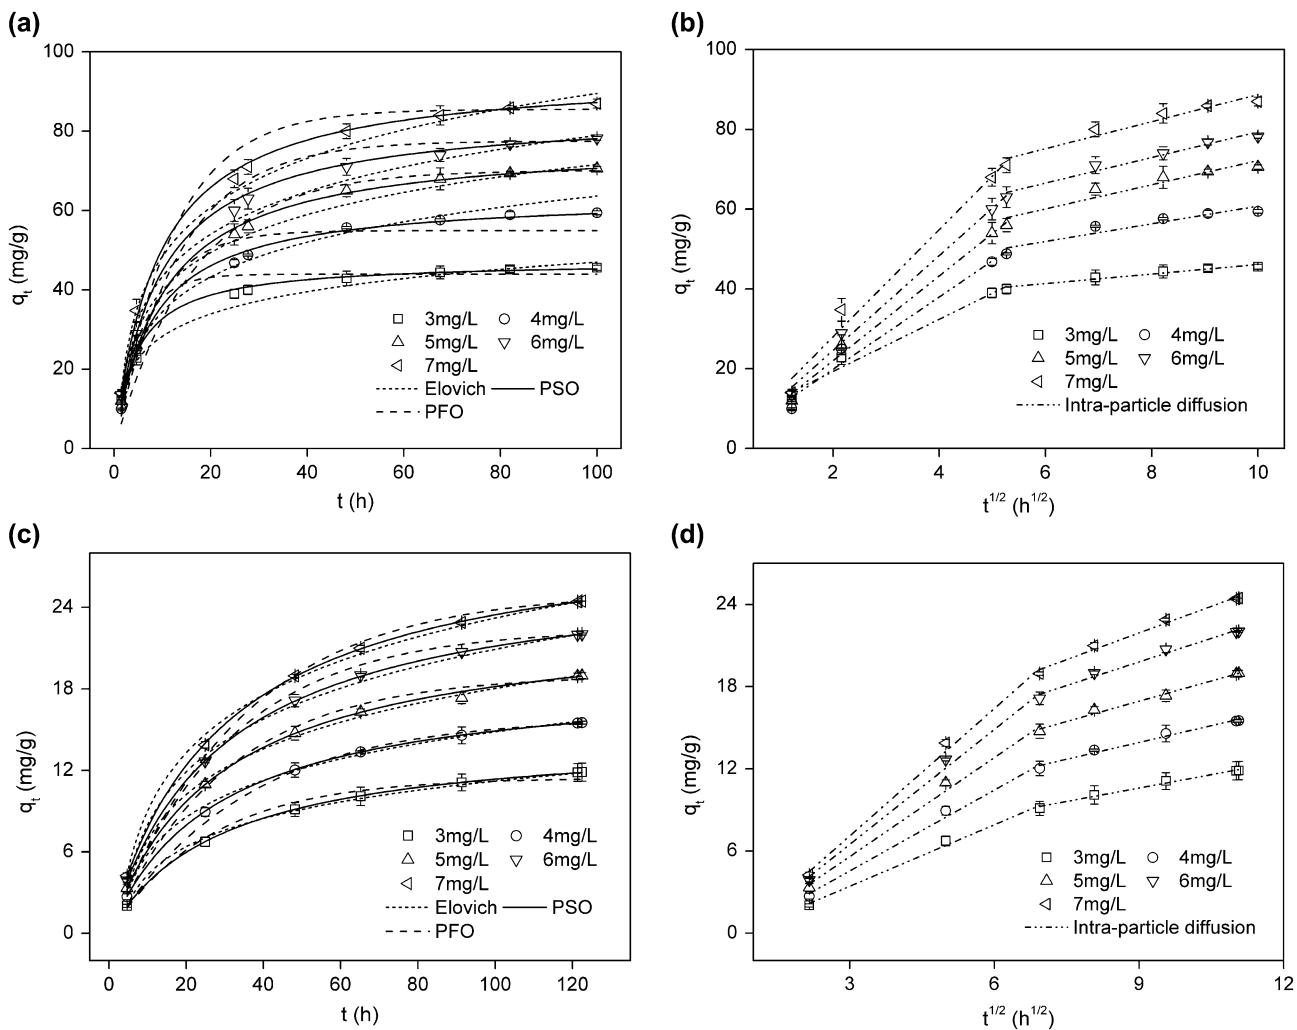 (a)
100
80
60
40
20
0
q_t (mg/g)
0 20 40 60 80 100
t (h)
3mg/L 4mg/L
5mg/L 6mg/L
7mg/L
Elovich PSO
PFO
(b)
100
80
60
40
20
0
q_t (mg/g)
2 4 6 8 10
t^1/2 (h^1/2)
3mg/L 4mg/L
5mg/L 6mg/L
7mg/L
Intra-particle diffusion
(c)
24
18
12
6
0
q_t (mg/g)
0 20 40 60 80 100 120
t (h)
3mg/L 4mg/L
5mg/L 6mg/L
7mg/L
Elovich PSO
PFO
(d)
24
18
12
6
0
q_t (mg/g)
3 6 9 12
t^1/2 (h^1/2)
3mg/L 4mg/L
5mg/L 6mg/L
7mg/L
Intra-particle diffusion